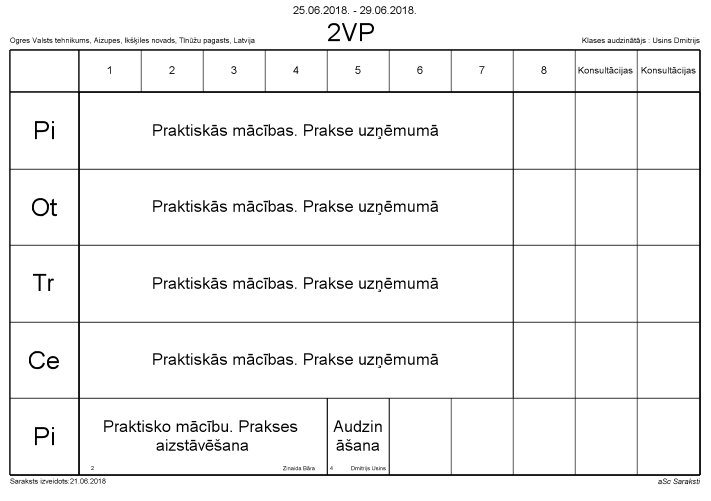 25.06.2018. - 29.06.2018.
2VP
Ogres Valsts tehnikums, Aizupes, Ikšķiles novads, Tīnūžu pagasts, Latvija
Klases audzinātājs : Usins Dmitrijs
1 2 3 4 5 6 7 8 Konsultācijas Konsultācijas
Pi
Praktiskās mācības. Prakse uzņēmumā
Ot
Praktiskās mācības. Prakse uzņēmumā
Tr
Praktiskās mācības. Prakse uzņēmumā
Ce
Praktiskās mācības. Prakse uzņēmumā
Pi
Praktisko mācību. Prakses
aizstāvēšana
2 Zinaida Bāra
Audzin
āšana
4 Dmitrijs Usins
Saraksts izveidots:21.06.2018
aSc Saraksti